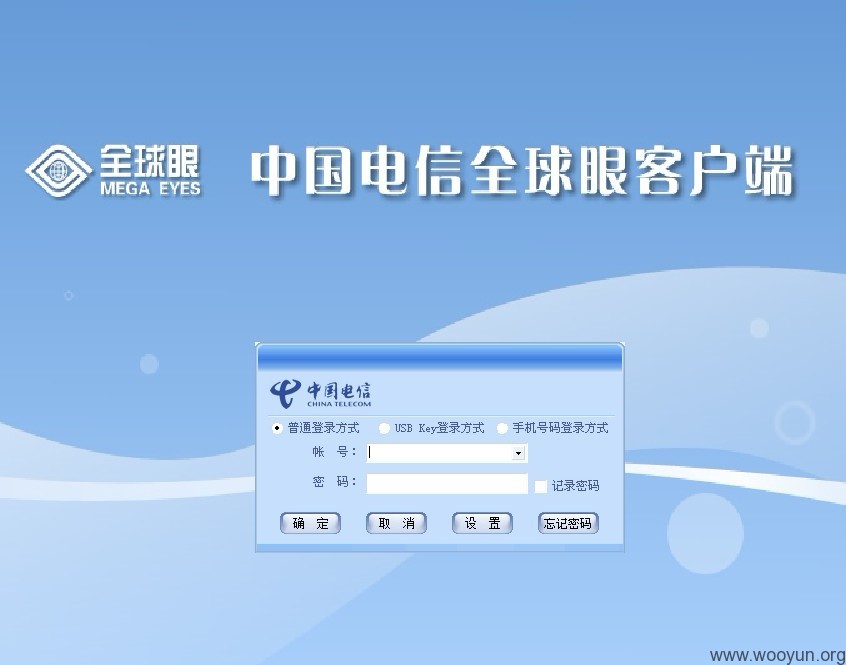 全球眼
MEGA EYES
中国电信全球眼客户端
中国电信
CHINA TELECOM
普通登录方式 USB Key登录方式 手机号码登录方式
帐 号：
密 码： 记录密码
确 定 取 消 设 置 忘记密码
www.wooyun.org